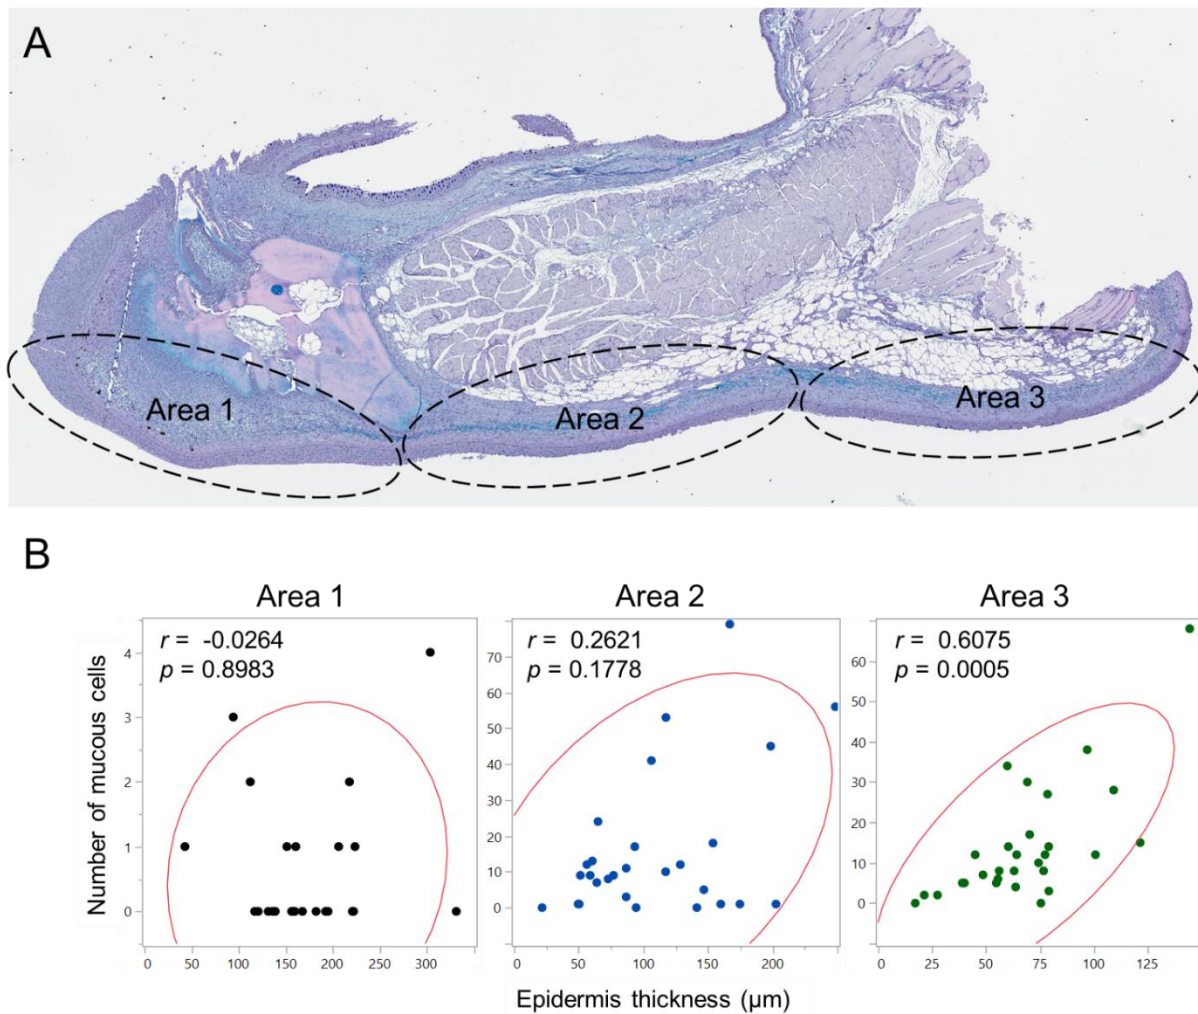 A
Area 1
Area 2
Area 3
B
Area 1
Area 2
Area 3
r = -0.0264
p = 0.8983
r = 0.2621
p = 0.1778
r = 0.6075
p = 0.0005
Number of mucous cells
4
3
2
1
0
70
60
50
40
30
20
10
0
60
50
40
30
20
10
0
0 50 100 150 200 250 300
0 50 100 150 200
0 25 50 75 100 125
Epidermis thickness (µm)